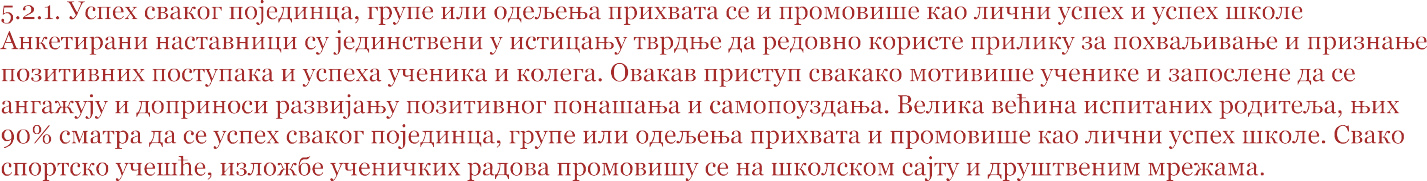 5.2.1. Успех сваког појединца, групе или одељења прихвата се и промовише као лични успех и успех школе
Анкетирани наставници су јединствени у истицању тврдње да редовно користе прилику за похваљивање и признање
позитивних поступака и успеха ученика и колега. Овакав приступ свакако мотивише ученике и запослене да се
ангажују и доприноси развијању позитивног понашања и самопоуздања. Велика већина испитаних родитеља, њих
90% сматра да се успех сваког појединца, групе или одељења прихвата и промовише као лични успех школе. Свако
спортско учешће, изложбе ученичких радова промовишу се на школском сајту и друштвеним мрежама.